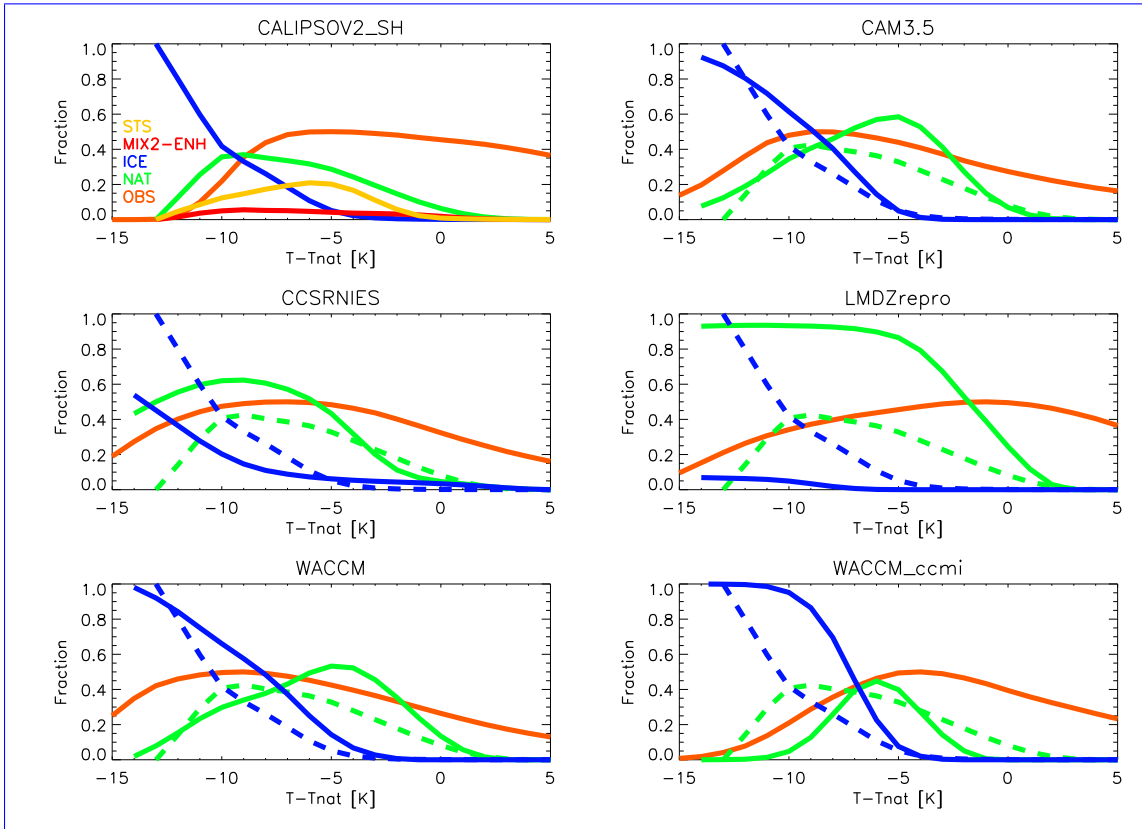 CALIPSOV2_SH
1.0
0.8
0.6
0.4
0.2
0.0
Fraction
STS
MIX2-ENH
ICE
NAT
OBS
-15 -10 -5 0 5
T-Tnat [K]
CAM3.5
1.0
0.8
0.6
0.4
0.2
0.0
Fraction
-15 -10 -5 0 5
T-Tnat [K]
CCSRNIES
1.0
0.8
0.6
0.4
0.2
0.0
Fraction
-15 -10 -5 0 5
T-Tnat [K]
LMDZrepro
1.0
0.8
0.6
0.4
0.2
0.0
Fraction
-15 -10 -5 0 5
T-Tnat [K]
WACCM
1.0
0.8
0.6
0.4
0.2
0.0
Fraction
-15 -10 -5 0 5
T-Tnat [K]
WACCM_ccmi
1.0
0.8
0.6
0.4
0.2
0.0
Fraction
-15 -10 -5 0 5
T-Tnat [K]